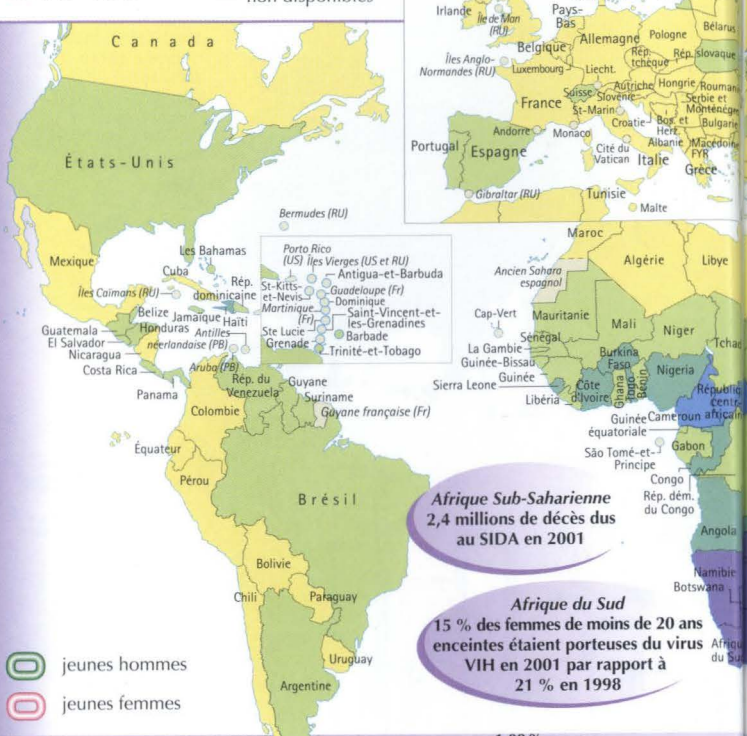 non disponibles
Canada
États-Unis
Mexique
Bermudes (RU)
Les Bahamas
Cuba
Îles Caïmans (RU)
Rép.
dominicaine
Belize
Jamaïque
Haïti
Guatemala
Honduras
El Salvador
Nicaragua
Antilles
néerlandaise (PB)
Costa Rica
Panama
Aruba (PB)
Porto Rico
(US)
Îles Vierges (US et RU)
Antigua-et-Barbuda
St-Kitts-
et-Nevis
Guadeloupe (Fr)
Dominique
Martinique
(Fr)
Saint-Vincent-et-
les-Grenadines
Ste Lucie
Barbade
Grenade
Trinité-et-Tobago
Rép. du
Venezuela
Guyane
Suriname
Guyane française (Fr)
Colombie
Équateur
Pérou
Brésil
Bolivie
Chili
Paraguay
Uruguay
Argentine
Irlande
Île de Man
(RU)
Pays-
Bas
Îles Anglo-
Normandes (RU)
Belgique
Allemagne
Pologne
Bélarus
Luxembourg
Liecht.
Rép.
tchèque
Rép. slovaque
France
Suisse
Autriche
Hongrie
Slovénie
St-Marin
Serbie et
Croatie
Bos. et
Herz.
Andorre
Monaco
Albanie
Macédoine
FYR
Portugal
Espagne
Cité du
Vatican
Italie
Grèce
Gibraltar (RU)
Tunisie
Malte
Maroc
Algérie
Libye
Ancien Sahara
espagnol
Cap-Vert
Mauritanie
Mali
Niger
Sénégal
La Gambie
Guinée-Bissau
Guinée
Sierra Leone
Libéria
Burkina
Faso
Côte
d'Ivoire
Ghana
Togo
Bénin
Nigeria
Cameroun
Guinée
équatoriale
São Tomé-et-
Principe
Gabon
Congo
Rép. dém.
du Congo
Angola
Namibie
Botswana
Afrique Sub-Saharienne
2,4 millions de décès dus
au SIDA en 2001
Afrique du Sud
15 % des femmes de moins de 20 ans
enceintes étaient porteuses du virus
VIH en 2001 par rapport à
21 % en 1998
jeunes hommes
jeunes femmes